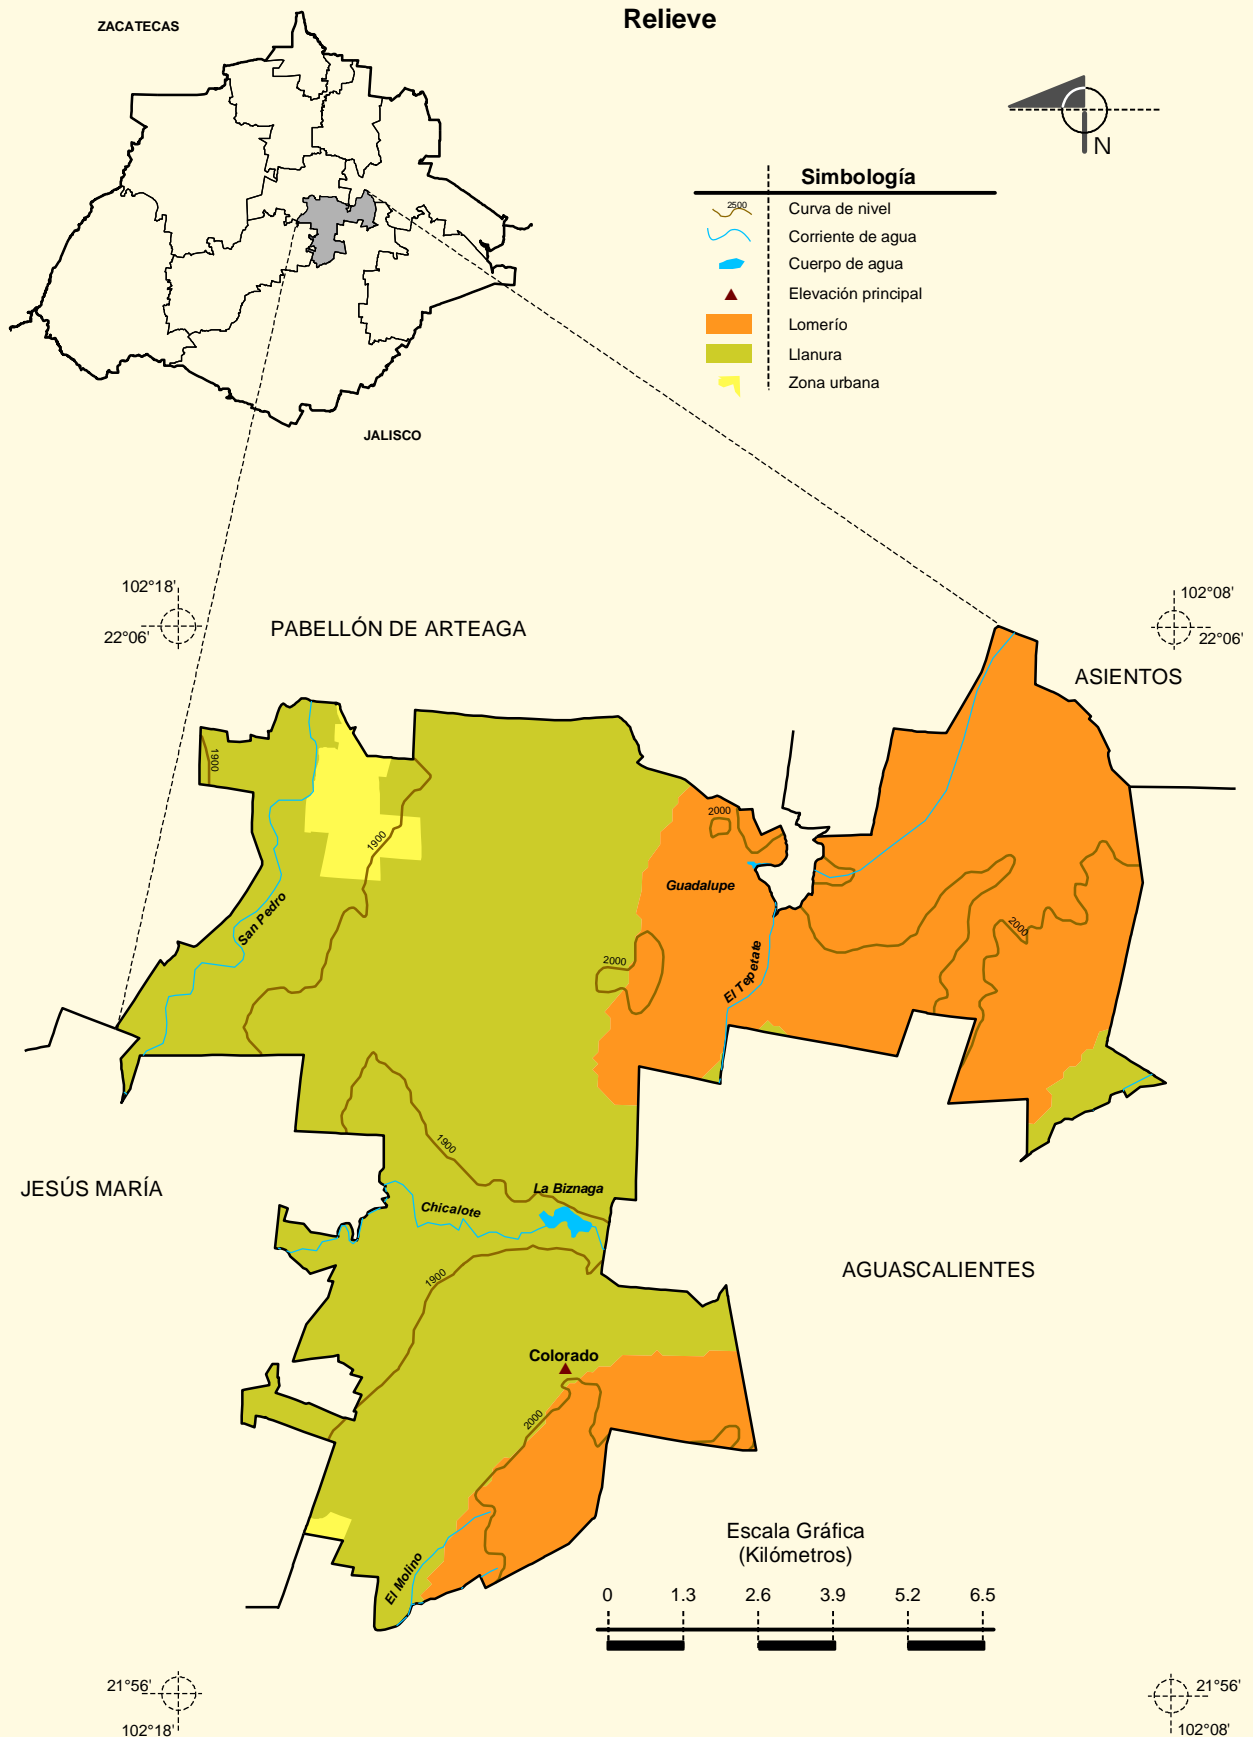 Relieve
ZACATECAS
JALISCO
N
Simbología
2500
Curva de nivel
Corriente de agua
Cuerpo de agua
Elevación principal
Lomerío
Llanura
Zona urbana
102°18'
22°06'
102°08'
22°06'
PABELLÓN DE ARTEAGA
ASIENTOS
1900
1900
2000
Guadalupe
San Pedro
2000
2000
El Tepetate
1900
JESÚS MARÍA
La Biznaga
Chicalote
1900
AGUASCALIENTES
Colorado
2000
El Molino
Escala Gráfica
(Kilómetros)
0 1.3 2.6 3.9 5.2 6.5
21°56'
102°18'
21°56'
102°08'